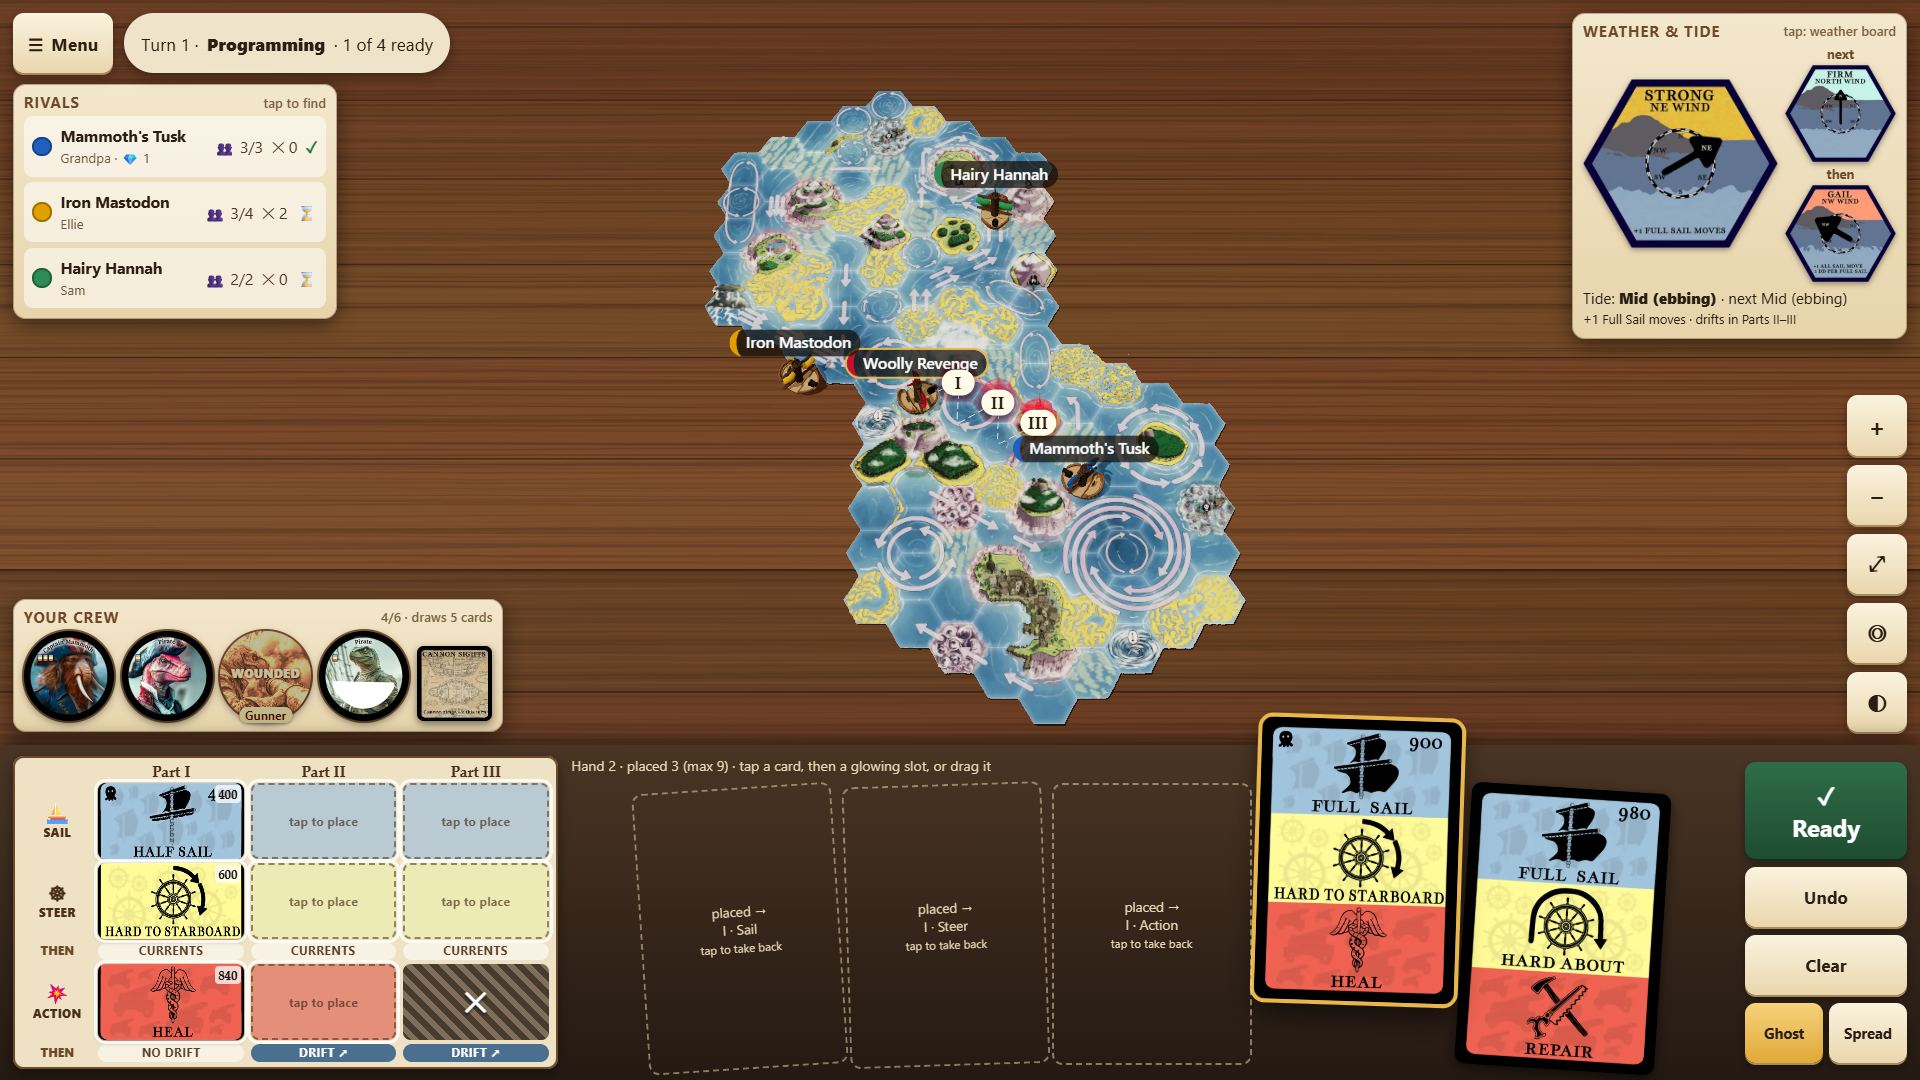 ☰ Menu
Turn 1 · Programming · 1 of 4 ready
RIVALS
tap to find
Mammoth's Tusk
Grandpa · 1
3/3 ×0 ✓
Iron Mastodon
Ellie
3/4 ×2
Hairy Hannah
Sam
2/2 ×0
WEATHER & TIDE
tap: weather board
next
STRONG
NE WIND
NE
+1 FULL SAIL MOVES
FIRM
NORTH WIND
then
GAIL
NW WIND
+1 ALL SAIL MOVE
Tide: Mid (ebbing) · next Mid (ebbing)
+1 Full Sail moves · drifts in Parts II–III
Hairy Hannah
Iron Mastodon
Woolly Revenge
I
II
III
Mammoth's Tusk
+
−
YOUR CREW
4/6 · draws 5 cards
Pirate
WOUNDED
Gunner
Pirate
CANNON SIGHTS
Part I
Part II
Part III
SAIL
400
HALF SAIL
tap to place
tap to place
STEER
600
HARD TO STARBOARD
tap to place
tap to place
THEN
CURRENTS
CURRENTS
CURRENTS
ACTION
840
HEAL
tap to place
THEN
NO DRIFT
DRIFT ↗
DRIFT ↗
Hand 2 · placed 3 (max 9) · tap a card, then a glowing slot, or drag it
placed →
I · Sail
tap to take back
placed →
I · Steer
tap to take back
placed →
I · Action
tap to take back
900
FULL SAIL
HARD TO STARBOARD
HEAL
980
FULL SAIL
HARD ABOUT
REPAIR
✓
Ready
Undo
Clear
Ghost
Spread